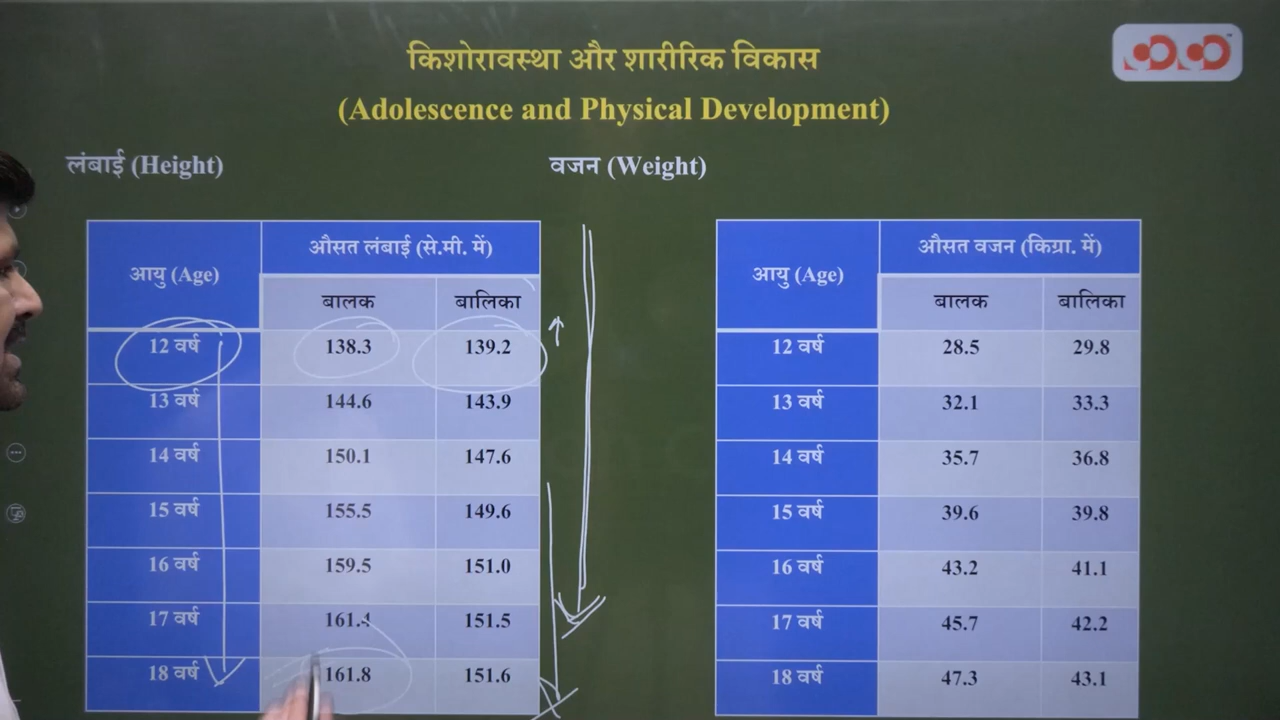 किशोरावस्था और शारीरिक विकास
(Adolescence and Physical Development)
लंबाई (Height)
वजन (Weight)
आयु (Age) औसत लंबाई (से.मी. में)
बालक बालिका
12 वर्ष 138.3 139.2
13 वर्ष 144.6 143.9
14 वर्ष 150.1 147.6
15 वर्ष 155.5 149.6
16 वर्ष 159.5 151.0
17 वर्ष 161.4 151.5
18 वर्ष 161.8 151.6
आयु (Age) औसत वजन (किग्रा. में)
बालक बालिका
12 वर्ष 28.5 29.8
13 वर्ष 32.1 33.3
14 वर्ष 35.7 36.8
15 वर्ष 39.6 39.8
16 वर्ष 43.2 41.1
17 वर्ष 45.7 42.2
18 वर्ष 47.3 43.1